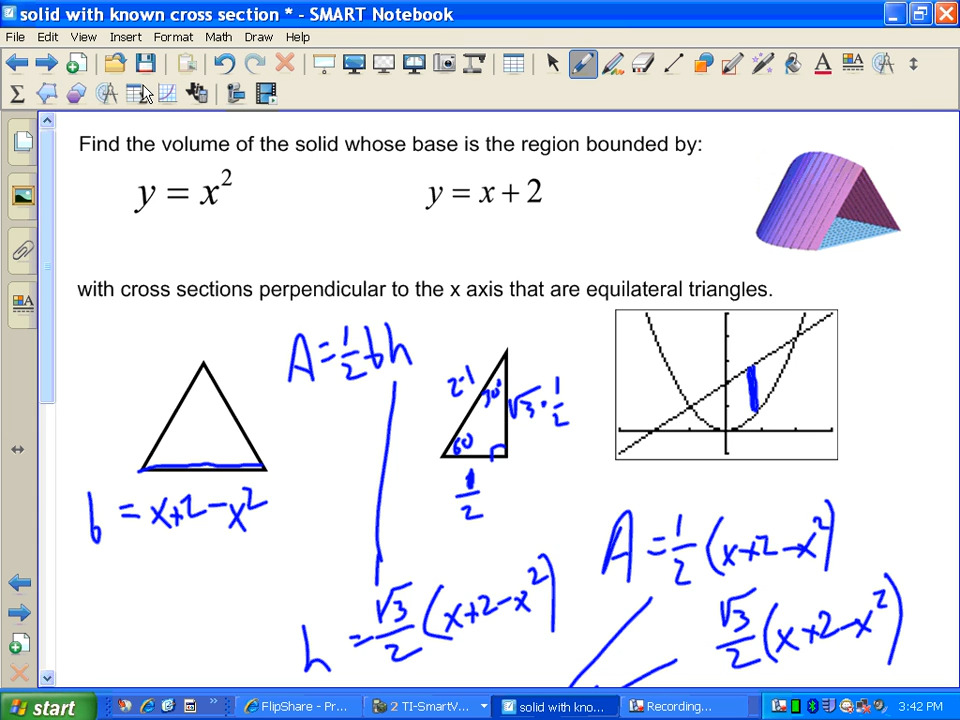 solid with known cross section * - SMART Notebook
File Edit View Insert Format Math Draw Help
Find the volume of the solid whose base is the region bounded by:
y = x² y = x + 2
with cross sections perpendicular to the x axis that are equilateral triangles.
A = 1/2 bh
2·1 30° √3 · 1/2
60
1/2
b = x+2-x²
h = √3/2 (x+2-x²)
A = 1/2 (x+2-x²)
√3/2 (x+2-x²)
start FlipShare - Pr... 2 TI-SmartV... solid with kno... Recording... 3:42 PM